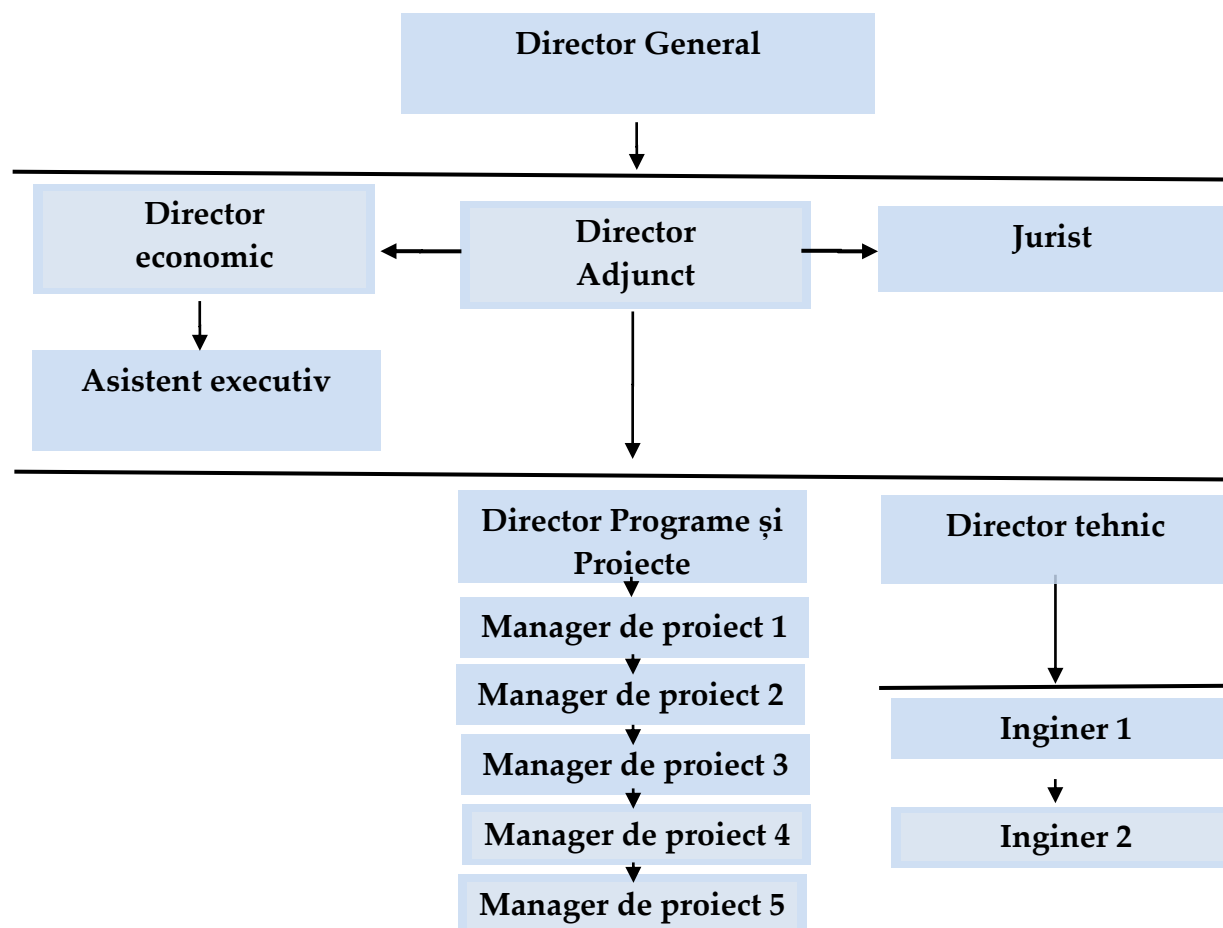 Director General
Director
economic
Director
Adjunct
Jurist
Asistent executiv
Director Programe și
Proiecte
Director tehnic
Manager de proiect 1
Manager de proiect 2
Manager de proiect 3
Manager de proiect 4
Manager de proiect 5
Inginer 1
Inginer 2